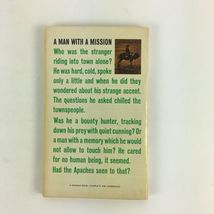 A MAN WITH A MISSION
Who was the stranger
riding into town alone?
He was hard, cold, spoke
only a little and when he did they
wondered about his strange accent.
The questions he asked chilled the
townspeople.
Was he a bounty hunter, tracking
down his prey with quiet cunning? Or
a man with a memory which he would
not allow to touch him? He cared
for no human being, it seemed.
Had the Apaches seen to that?